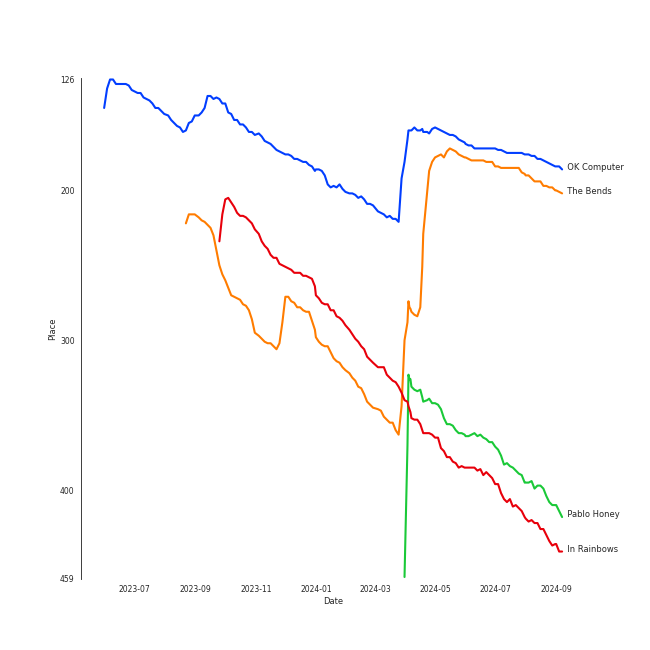 126
200
300
400
459
Place
2023-07
2023-09
2023-11
2024-01
2024-03
2024-05
2024-07
2024-09
Date
OK Computer
The Bends
Pablo Honey
In Rainbows